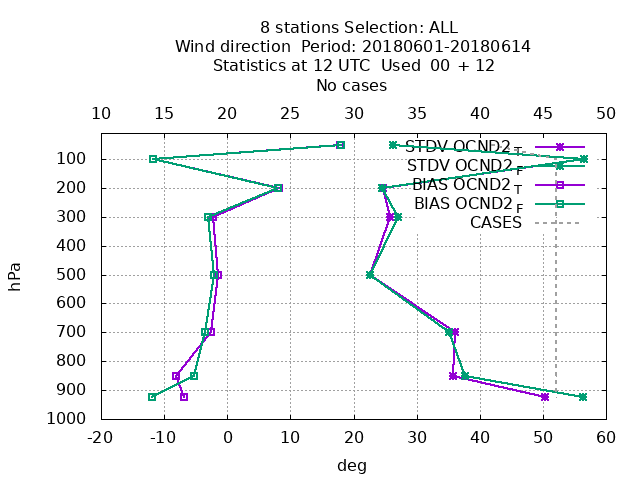 8 stations Selection: ALL
Wind direction  Period: 20180601-20180614
Statistics at 12 UTC  Used  00 + 12
No cases
10 15 20 25 30 35 40 45 50
STDV OCND2 T
STDV OCND2 F
BIAS OCND2 T
BIAS OCND2 F
CASES
100
200
300
400
500
600
700
800
900
1000
hPa
-20 -10 0 10 20 30 40 50 60
deg